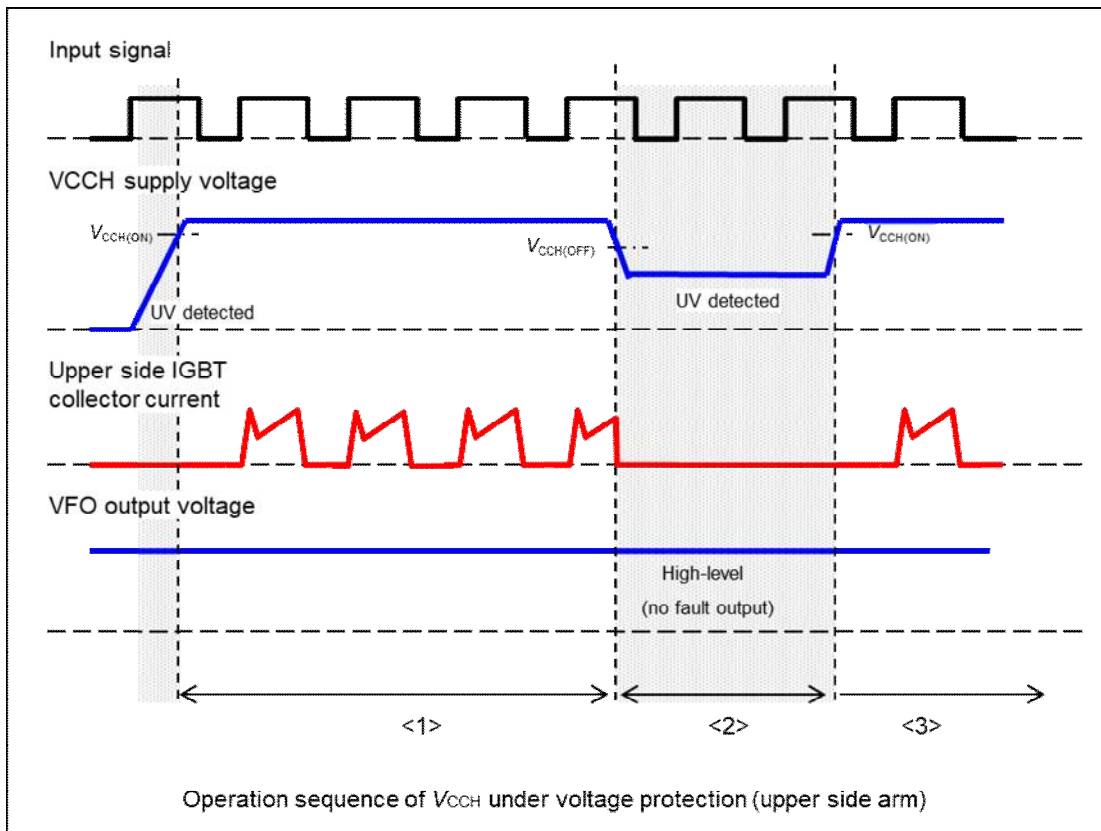 Input signal
VCCH supply voltage
VCCH(ON)
VCCH(OFF)
VCCH(ON)
UV detected
UV detected
Upper side IGBT
collector current
VFO output voltage
High-level
(no fault output)
<1>
<2>
<3>
Operation sequence of VCCH under voltage protection (upper side arm)